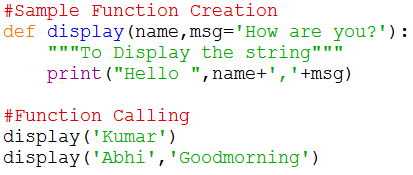 #Sample Function Creation
def display(name,msg='How are you?'):
    """To Display the string"""
    print("Hello ",name+','+msg)

#Function Calling
display('Kumar')
display('Abhi','Goodmorning')